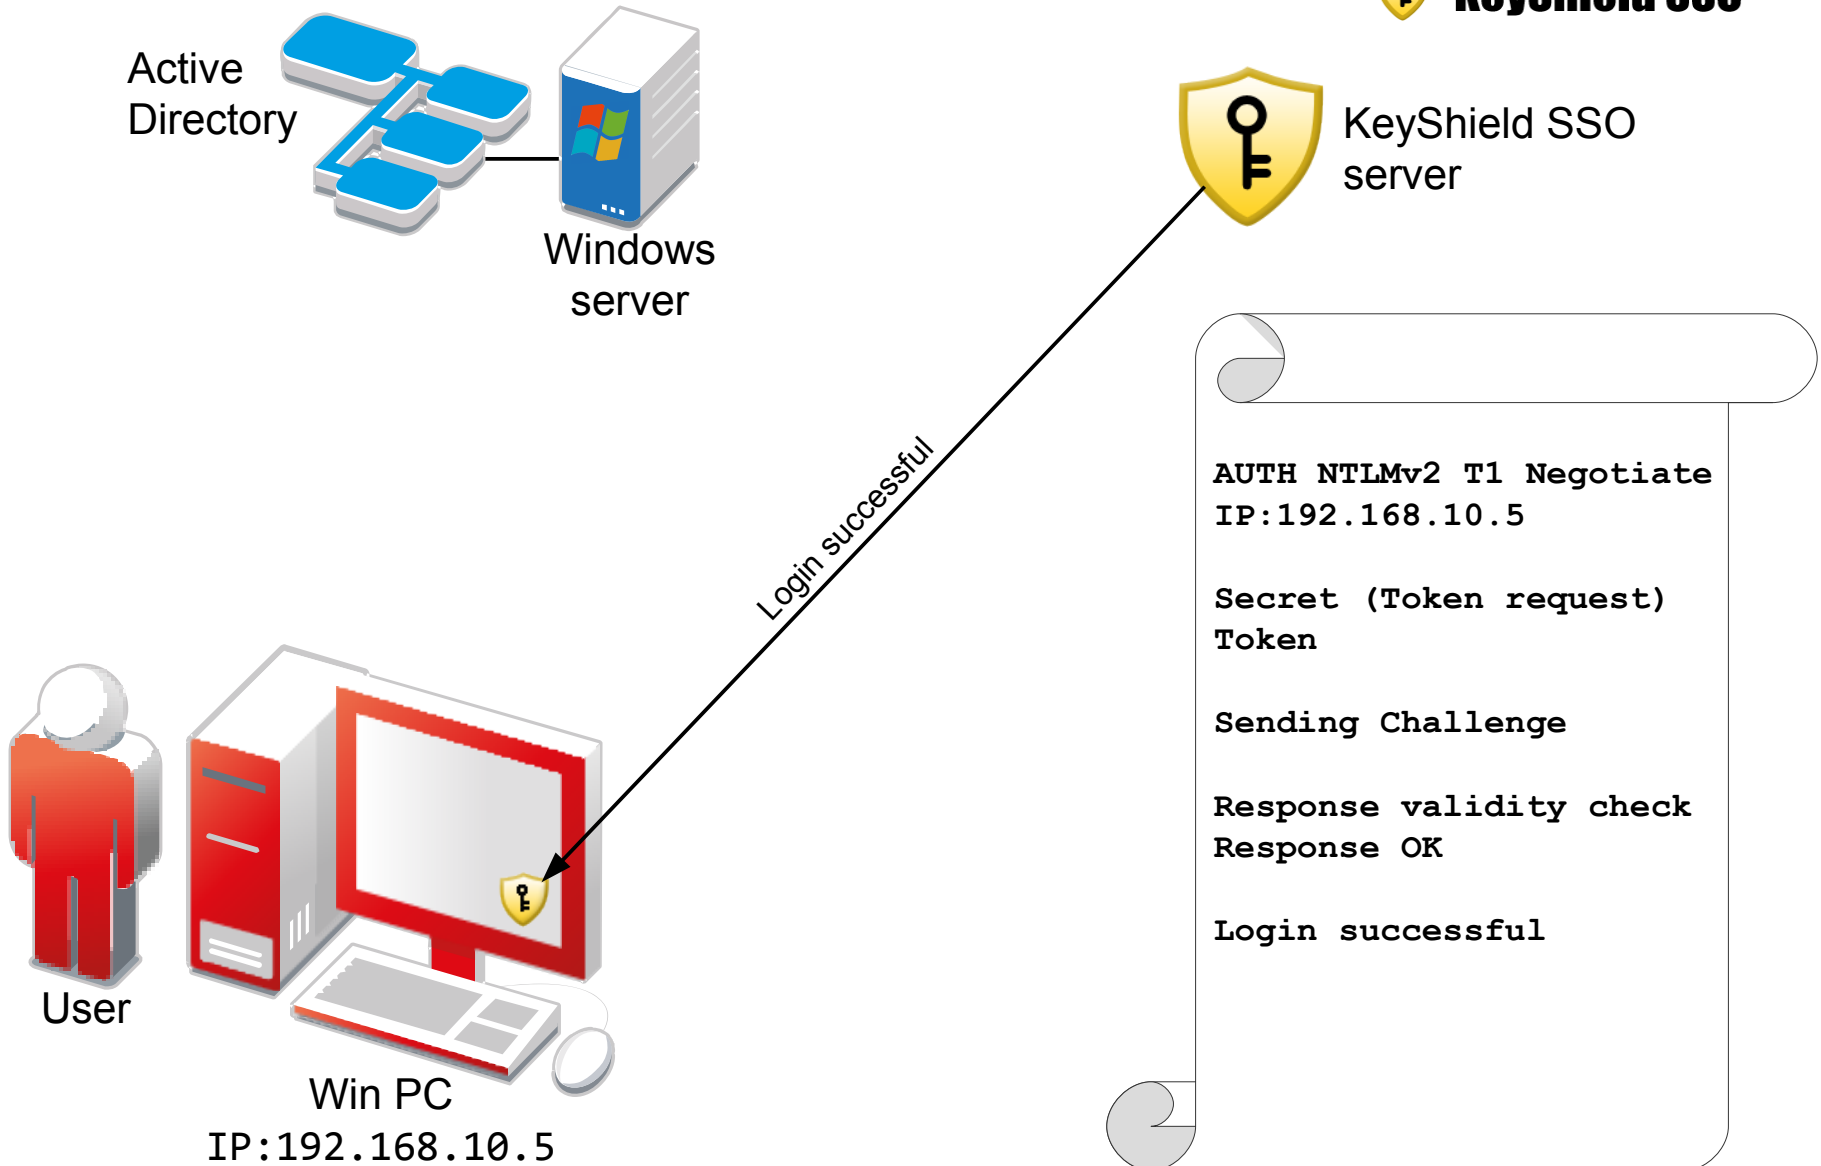 KeyShield SSO
Active
Directory
KeyShield SSO
server
Windows
server
Login successful
AUTH NTLMv2 T1 Negotiate
IP:192.168.10.5
Secret (Token request)
Token
Sending Challenge
Response validity check
Response OK
Login successful
User
Win PC
IP:192.168.10.5